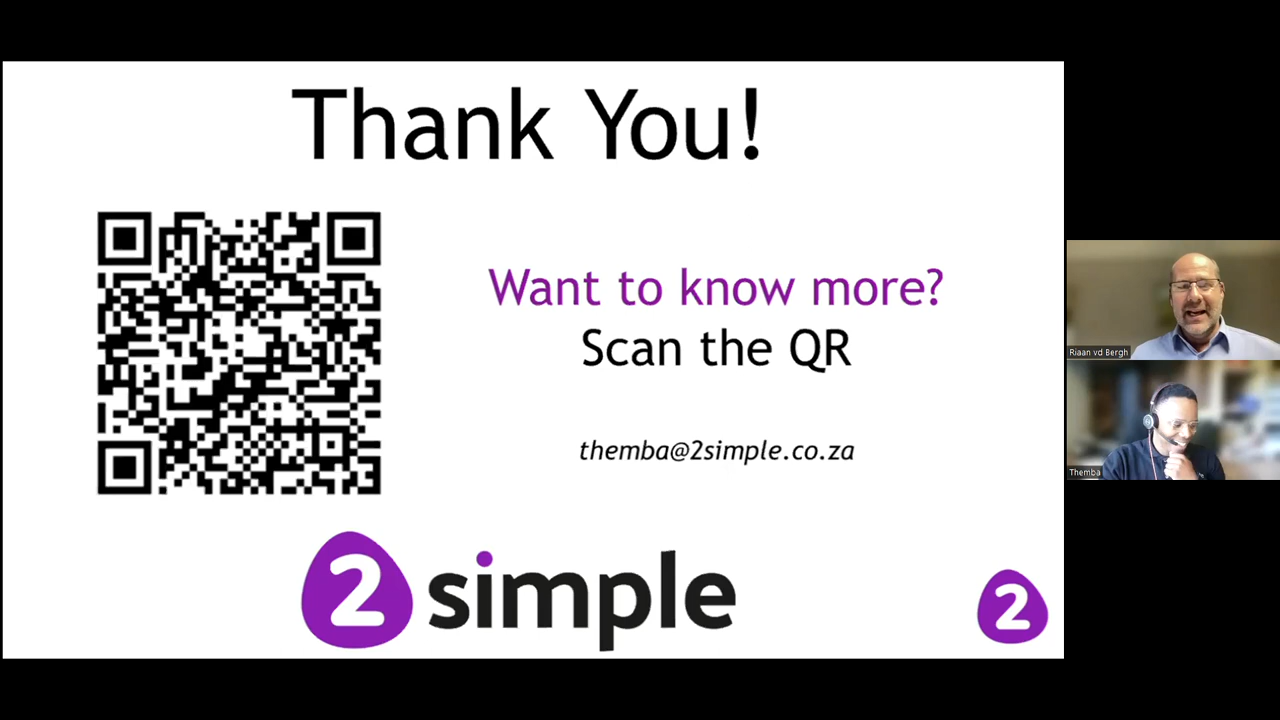 Thank You!
Want to know more?
Scan the QR
themba@2simple.co.za
2simple
2
Riaan vd Bergh
Themba